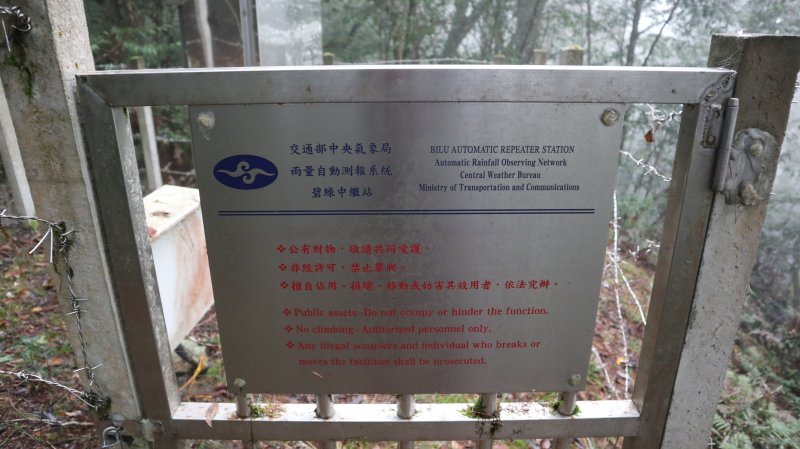 交通部中央氣象局
雨量自動測報系統
碧綠中繼站
BILU AUTOMATIC REPEATER STATION
Automatic Rainfall Observing Network
Central Weather Bureau
Ministry of Transportation and Communications
❖公有財物，敬請共同愛護。
❖非經許可，禁止攀爬。
❖擅自佔用、損壞、移動或妨害其效用者，依法究辦。
❖ Public assets–Do not occupy or hinder the function.
❖ No climbing–Authorized personnel only.
❖ Any illegal occupiers and individual who breaks or
moves the facilities shall be prosecuted.